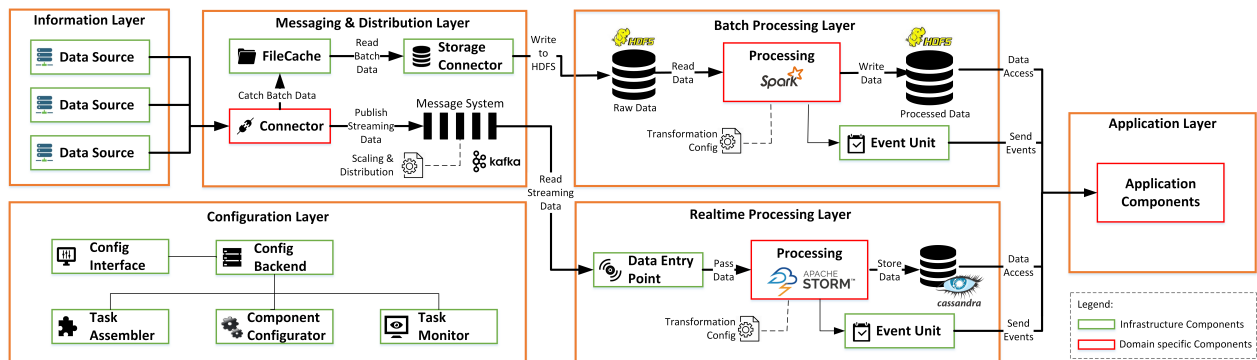 Information Layer
Data Source
Data Source
Data Source
Messaging & Distribution Layer
FileCache
Read
Batch
Data
Storage
Connector
Write
to
HDFS
Catch Batch Data
Connector
Publish
Streaming
Data
Message System
Scaling &
Distribution
kafka
Read
Streaming
Data
Batch Processing Layer
HDFS
Raw Data
Read
Data
Processing
Spark
Write
Data
HDFS
Processed Data
Data
Access
Transformation
Config
Event Unit
Send
Events
Application Layer
Application
Components
Configuration Layer
Config
Interface
Config
Backend
Task
Assembler
Component
Configurator
Task
Monitor
Realtime Processing Layer
Data Entry
Point
Pass
Data
Processing
APACHE
STORM™
Store
Data
cassandra
Data
Access
Transformation
Config
Event Unit
Send
Events
Legend:
Infrastructure Components
Domain specific Components